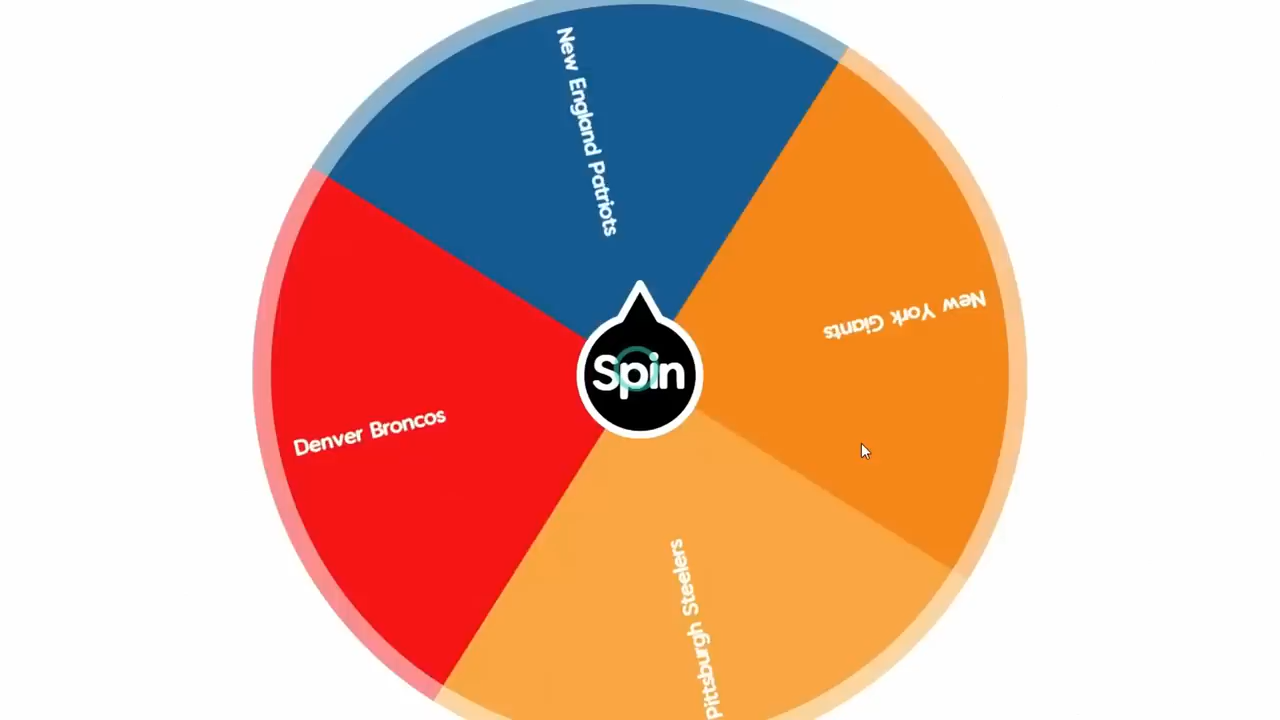 New England Patriots
New York Giants
Spin
Denver Broncos
Pittsburgh Steelers